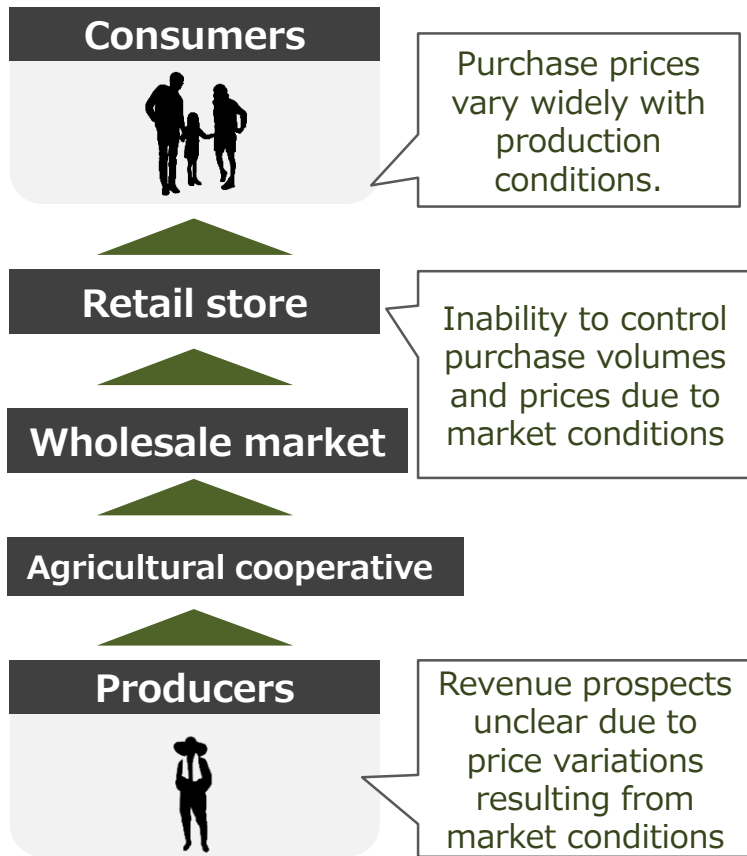 Consumers
Purchase prices
vary widely with
production
conditions.
Retail store
Inability to control
purchase volumes
and prices due to
market conditions
Wholesale market
Agricultural cooperative
Producers
Revenue prospects
unclear due to
price variations
resulting from
market conditions